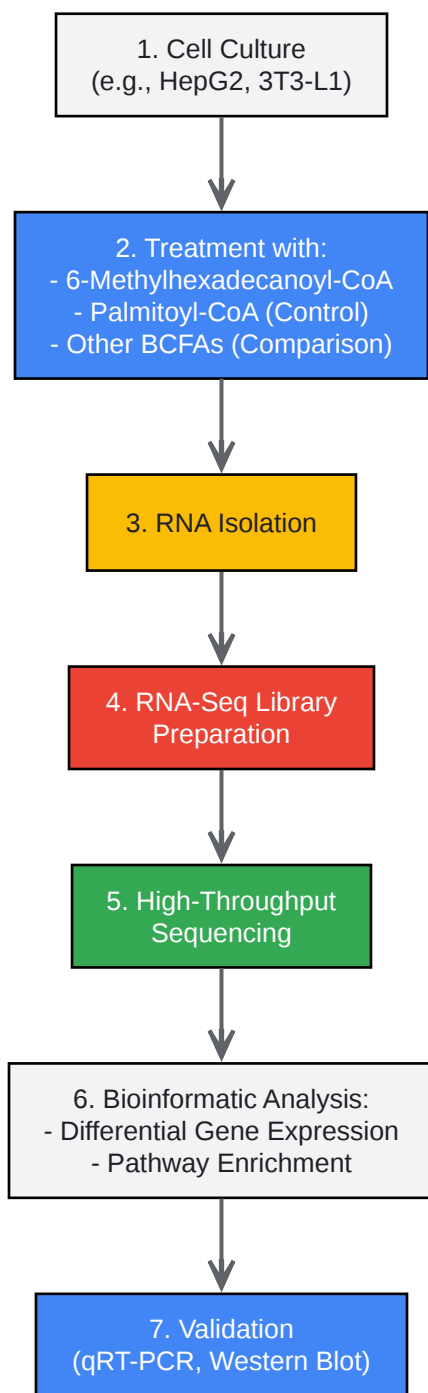 1. Cell Culture
(e.g., HepG2, 3T3-L1)
2. Treatment with:
- 6-Methylhexadecanoyl-CoA
- Palmitoyl-CoA (Control)
- Other BCFAs (Comparison)
3. RNA Isolation
4. RNA-Seq Library
Preparation
5. High-Throughput
Sequencing
6. Bioinformatic Analysis:
- Differential Gene Expression
- Pathway Enrichment
7. Validation
(qRT-PCR, Western Blot)